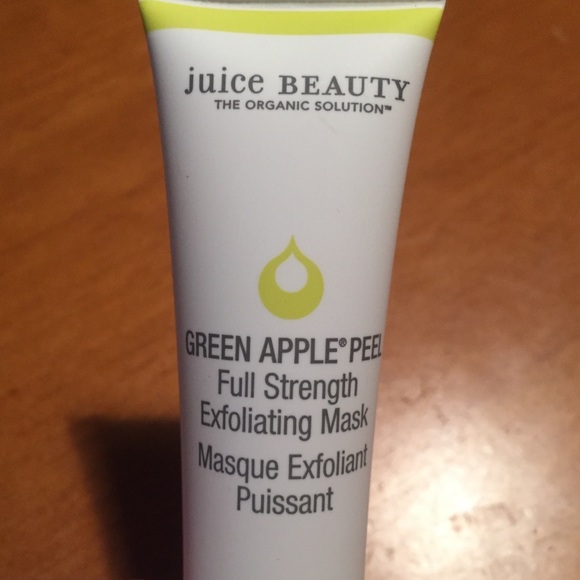 juice BEAUTY
THE ORGANIC SOLUTION™
GREEN APPLE® PEEL
Full Strength
Exfoliating Mask
Masque Exfoliant
Puissant